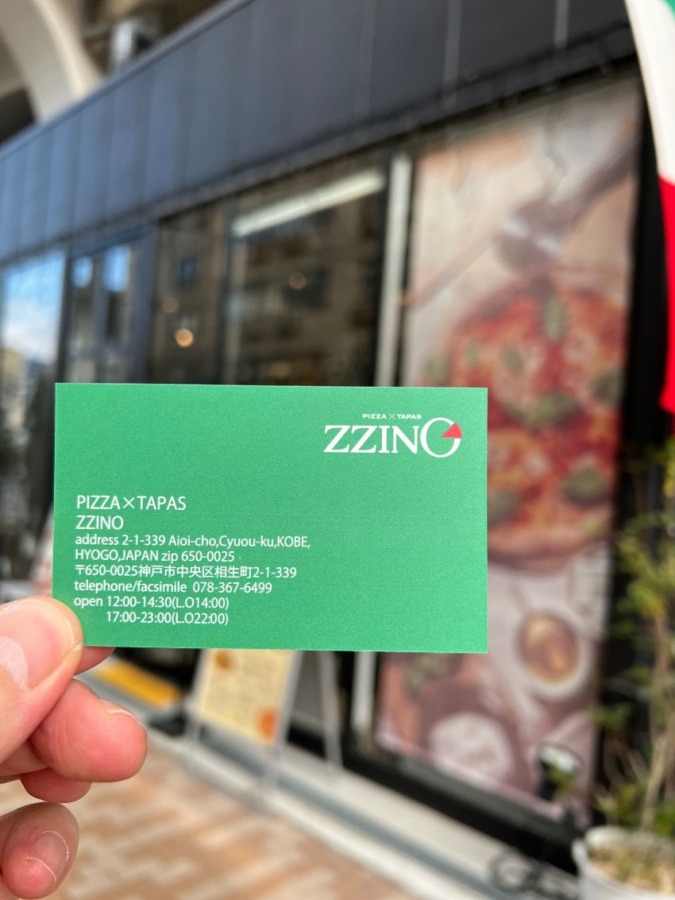 PIZZA×TAPAS
ZZINO
PIZZA×TAPAS
ZZINO
address 2-1-339 Aioi-cho,Cyuou-ku,KOBE,
HYOGO,JAPAN zip 650-0025
〒650-0025神戸市中央区相生町2-1-339
telephone/facsimile 078-367-6499
open 12:00-14:30(L.O14:00)
17:00-23:00(L.O22:00)